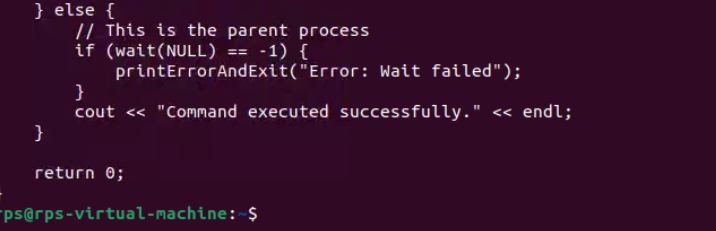 } else {
        // This is the parent process
        if (wait(NULL) == -1) {
            printErrorAndExit("Error: Wait failed");
        }
        cout << "Command executed successfully." << endl;
    }

    return 0;
}
rps@rps-virtual-machine:~$